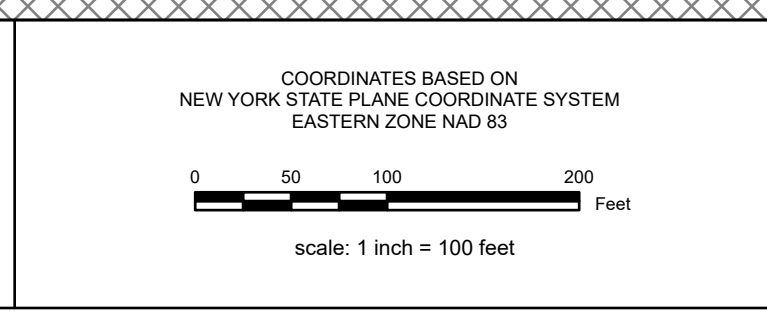 COORDINATES BASED ON
NEW YORK STATE PLANE COORDINATE SYSTEM
EASTERN ZONE NAD 83
0 50 100 200
Feet
scale: 1 inch = 100 feet